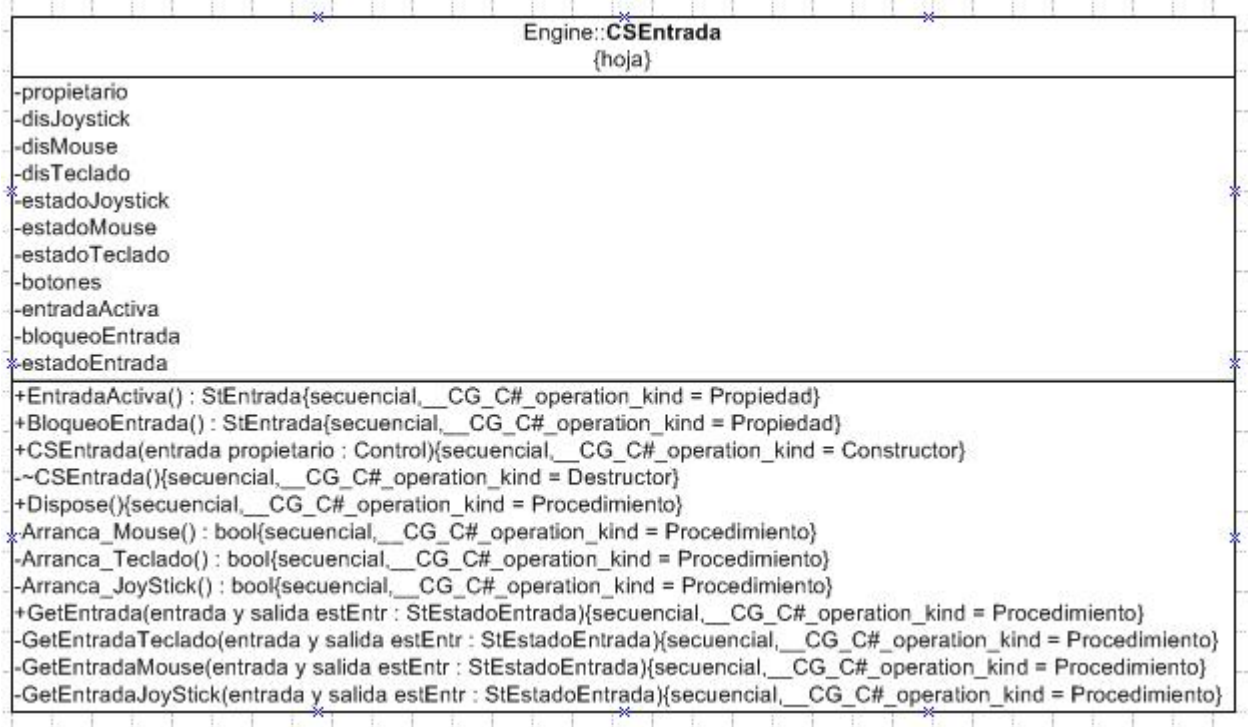 Engine::CSEntrada
{hoja}
-propietario
-disJoystick
-disMouse
-disTeclado
-estadoJoystick
-estadoMouse
-estadoTeclado
-botones
-entradaActiva
-bloqueoEntrada
-estadoEntrada
+EntradaActiva() : StEntrada{secuencial,__CG_C#_operation_kind = Propiedad}
+BloqueoEntrada() : StEntrada{secuencial,__CG_C#_operation_kind = Propiedad}
+CSEntrada(entrada propietario : Control){secuencial,__CG_C#_operation_kind = Constructor}
-~CSEntrada(){secuencial,__CG_C#_operation_kind = Destructor}
+Dispose(){secuencial,__CG_C#_operation_kind = Procedimiento}
-Arranca_Mouse() : bool{secuencial,__CG_C#_operation_kind = Procedimiento}
-Arranca_Teclado() : bool{secuencial,__CG_C#_operation_kind = Procedimiento}
-Arranca_JoyStick() : bool{secuencial,__CG_C#_operation_kind = Procedimiento}
+GetEntrada(entrada y salida estEntr : StEstadoEntrada){secuencial,__CG_C#_operation_kind = Procedimiento}
-GetEntradaTeclado(entrada y salida estEntr : StEstadoEntrada){secuencial,__CG_C#_operation_kind = Procedimiento}
-GetEntradaMouse(entrada y salida estEntr : StEstadoEntrada){secuencial,__CG_C#_operation_kind = Procedimiento}
-GetEntradaJoyStick(entrada y salida estEntr : StEstadoEntrada){secuencial,__CG_C#_operation_kind = Procedimiento}